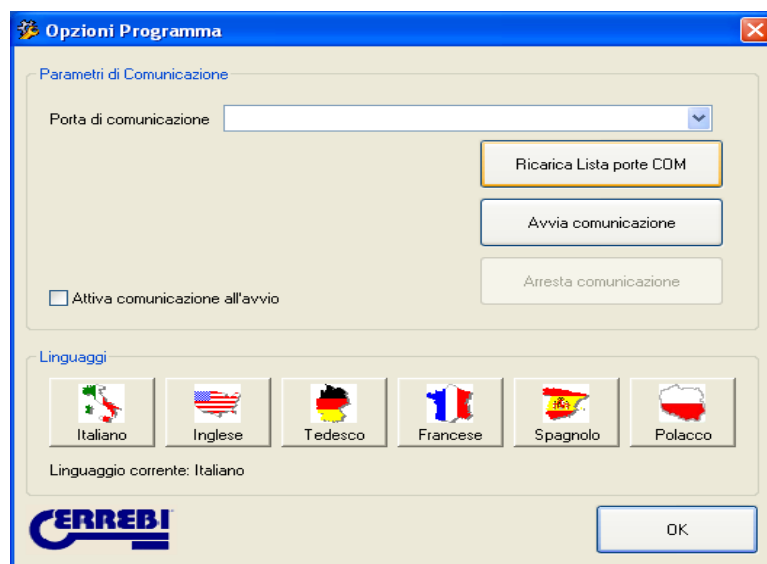 Opzioni Programma
Parametri di Comunicazione
Porta di comunicazione
Ricarica Lista porte COM
Avvia comunicazione
Arresta comunicazione
Attiva comunicazione all'avvio
Linguaggi
Italiano Inglese Tedesco Francese Spagnolo Polacco
Linguaggio corrente: Italiano
ERREBI
OK